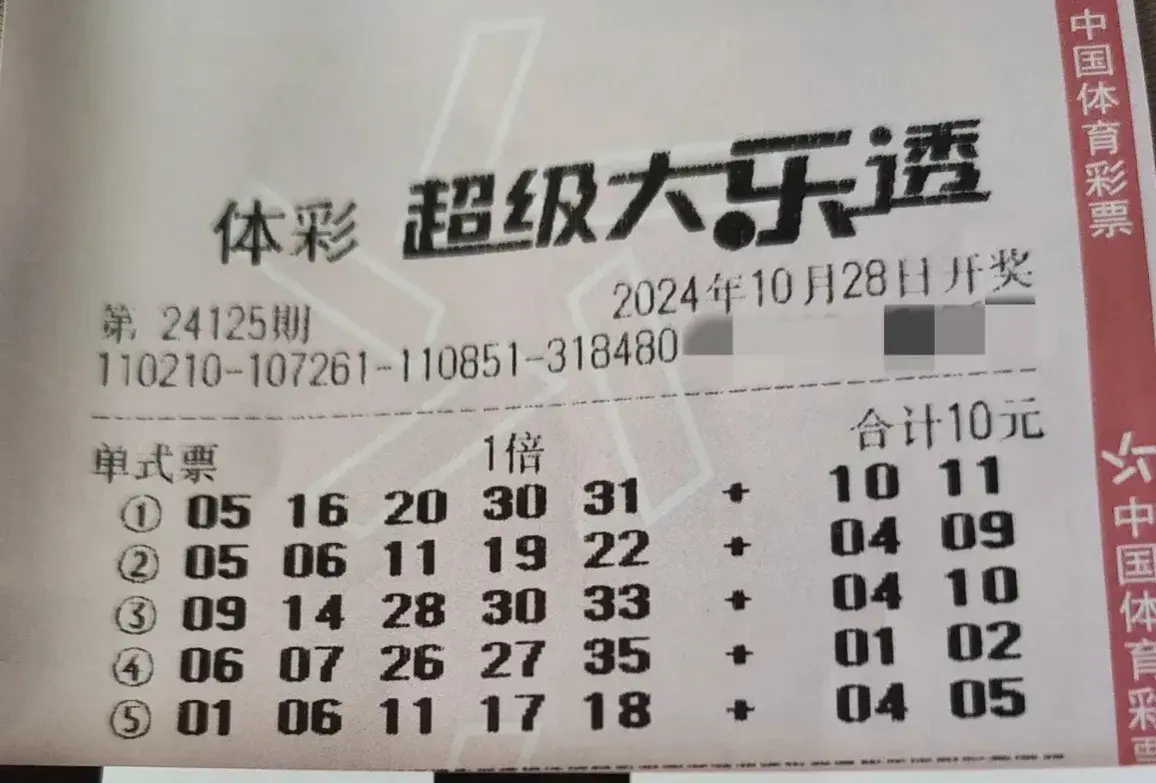 体彩 超级大乐透
第 24125期 2024年10月28日开奖
110210-107261-110851-318480
单式票 1倍 合计10元
① 05 16 20 30 31 + 10 11
② 05 06 11 19 22 + 04 09
③ 09 14 28 30 33 + 04 10
④ 06 07 26 27 35 + 01 02
⑤ 01 06 11 17 18 + 04 05
中国体育彩票
中国体育彩票